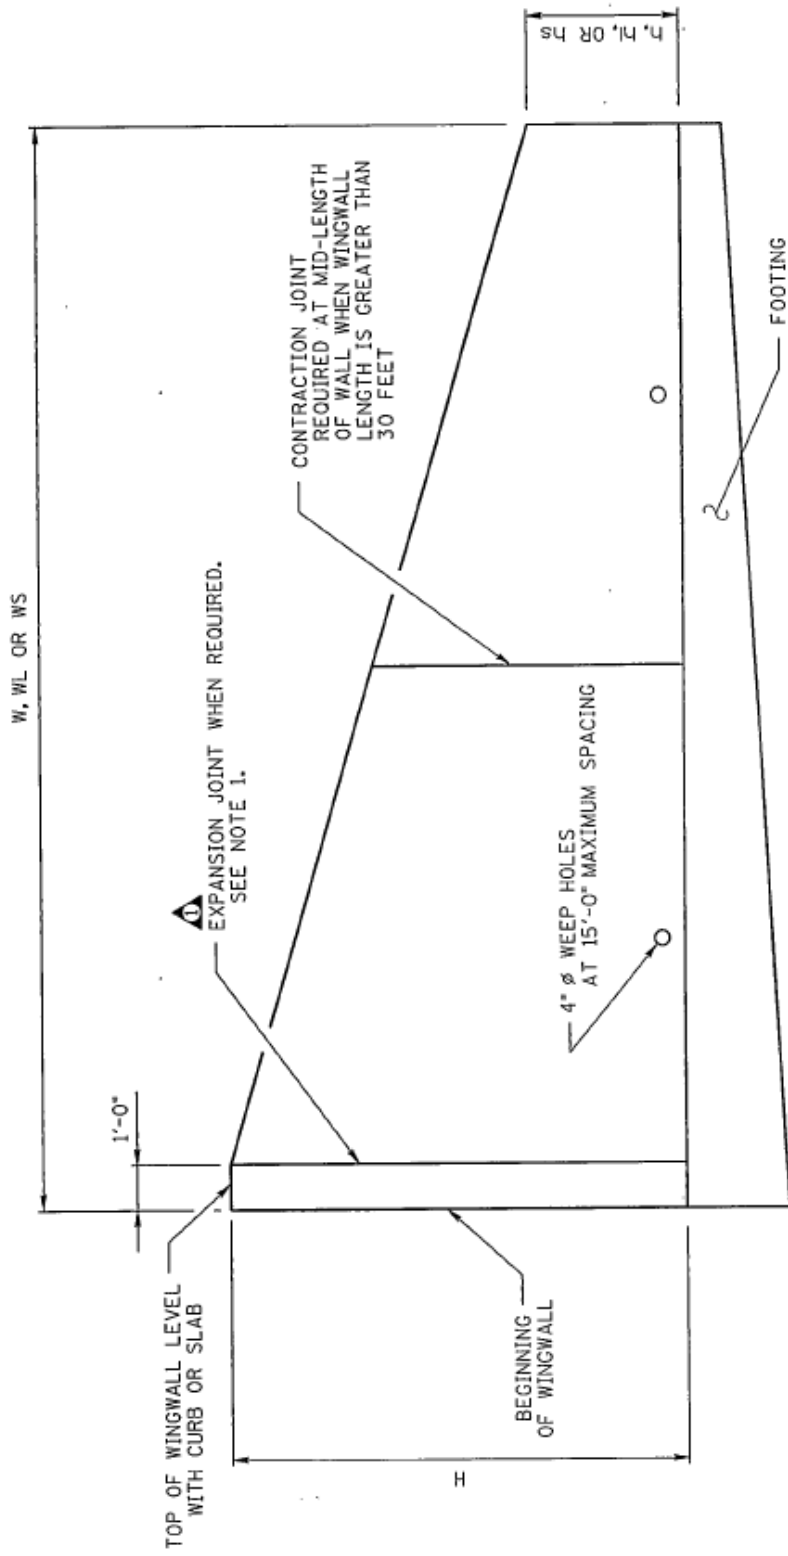 W, WL OR WS
1'-0"
TOP OF WINGWALL LEVEL
WITH CURB OR SLAB
1
EXPANSION JOINT WHEN REQUIRED.
SEE NOTE 1.
CONTRACTION JOINT
REQUIRED AT MID-LENGTH
OF WALL WHEN WINGWALL
LENGTH IS GREATER THAN
30 FEET
h, hl, OR hs
H
BEGINNING
OF WINGWALL
4" ø WEEP HOLES
AT 15'-0" MAXIMUM SPACING
FOOTING